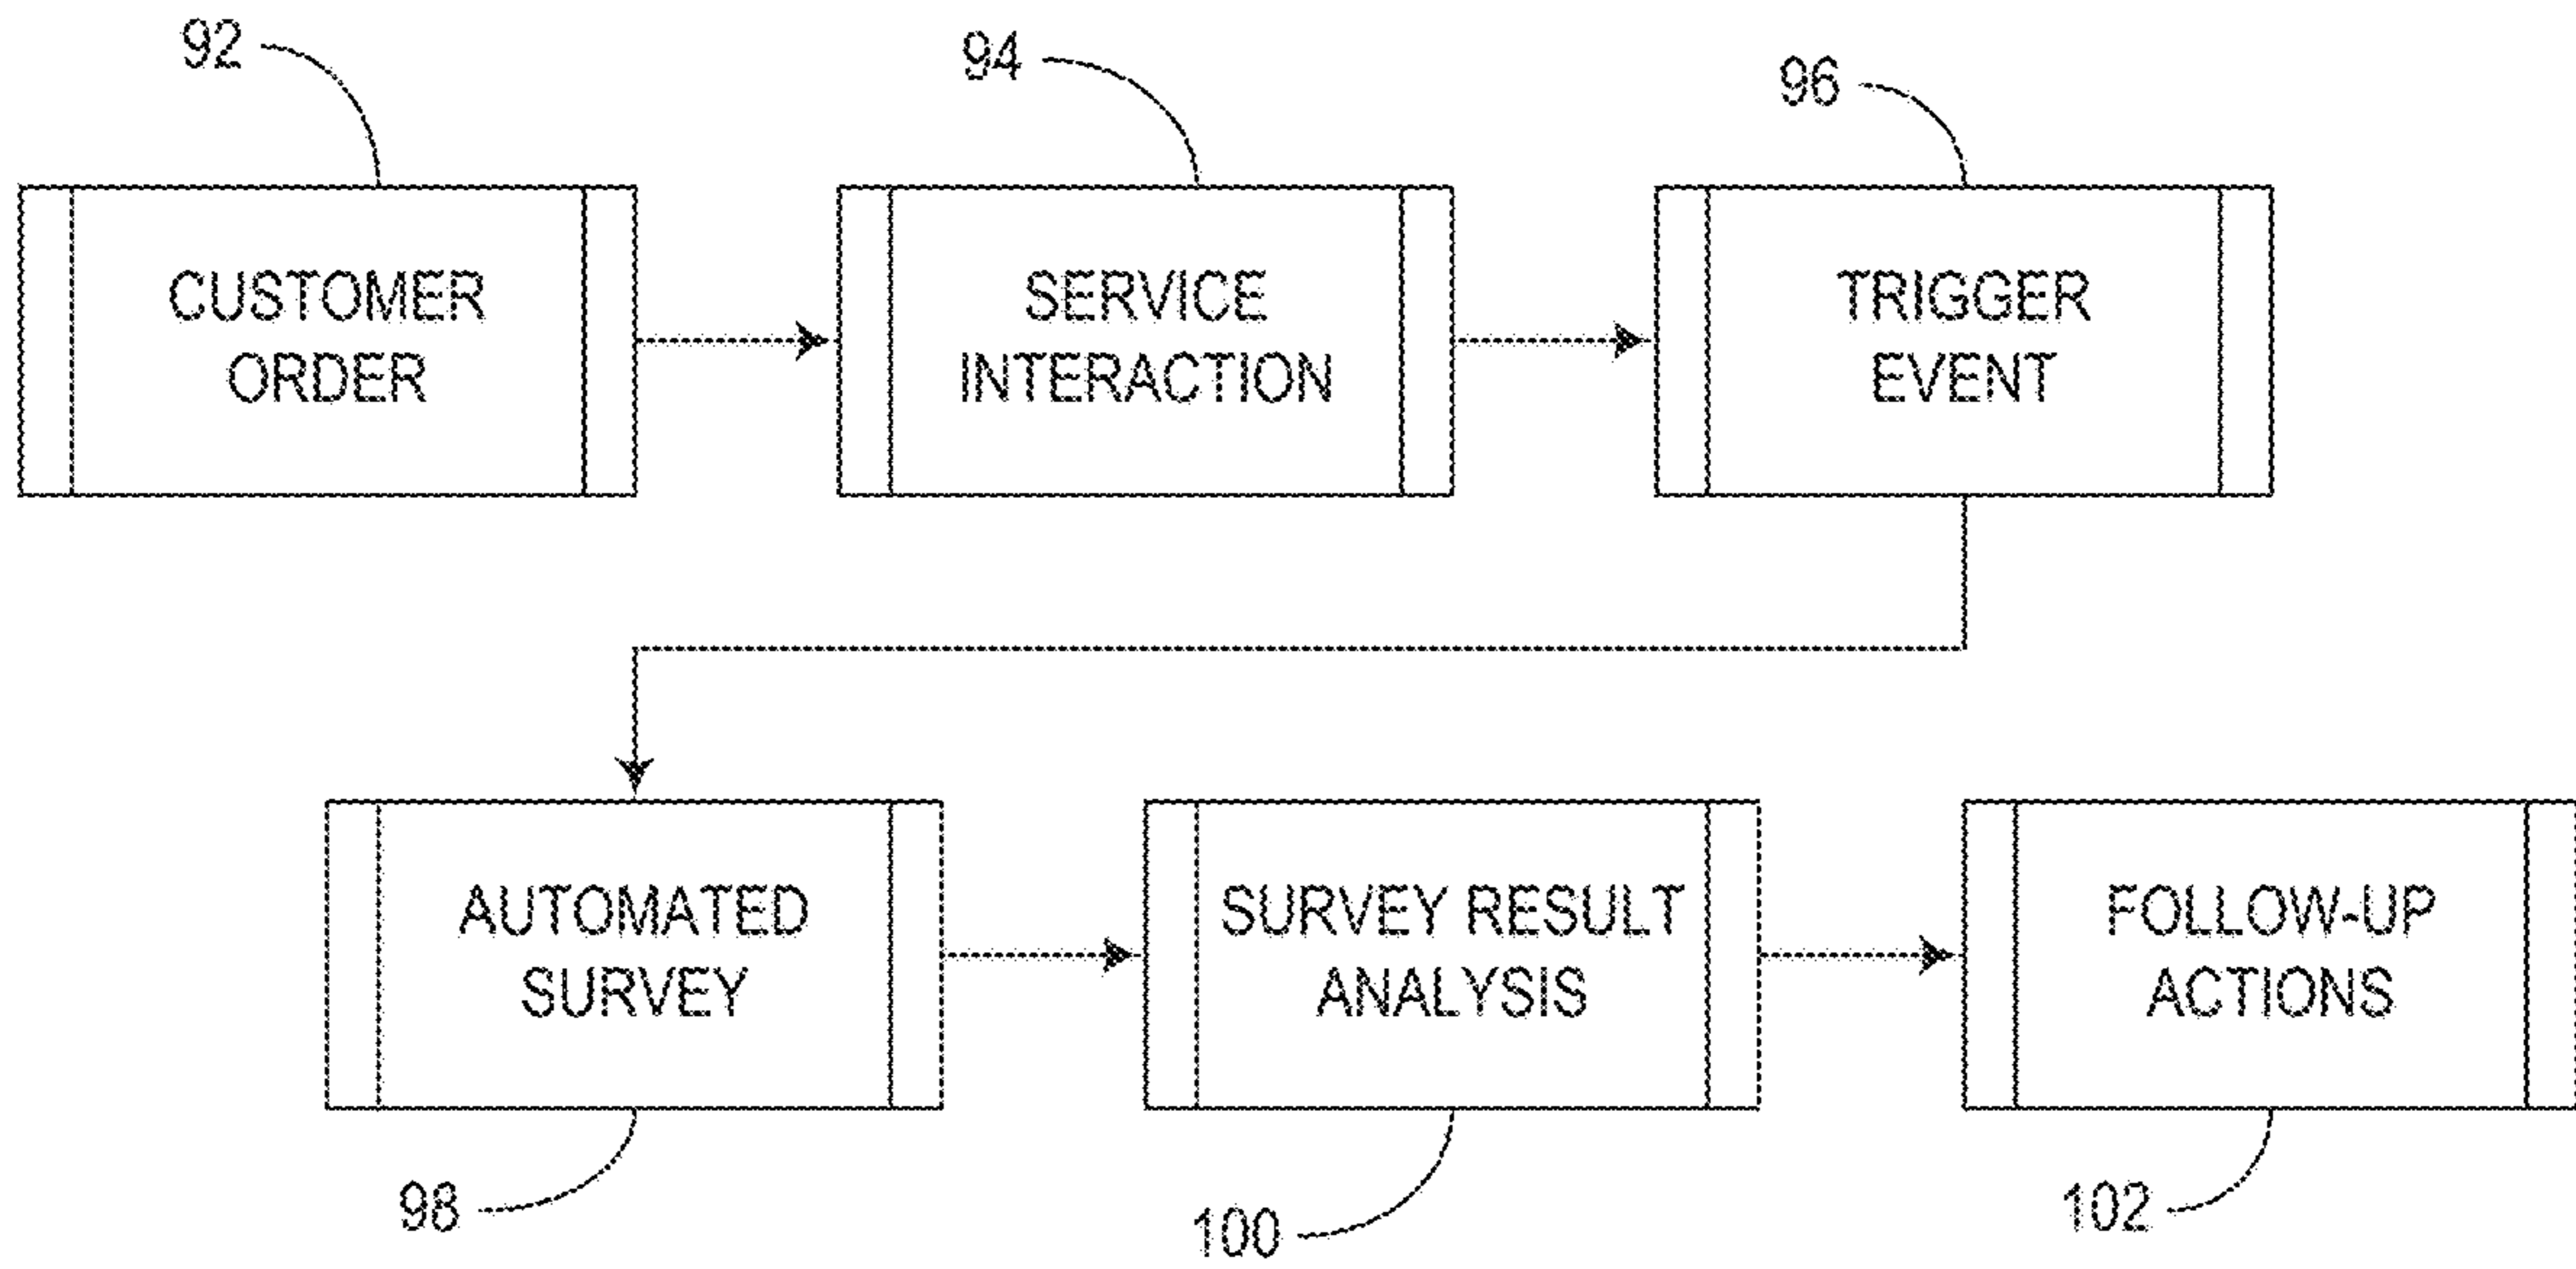 92
94
96
CUSTOMER
ORDER
SERVICE
INTERACTION
TRIGGER
EVENT
AUTOMATED
SURVEY
SURVEY RESULT
ANALYSIS
FOLLOW-UP
ACTIONS
98
100
102